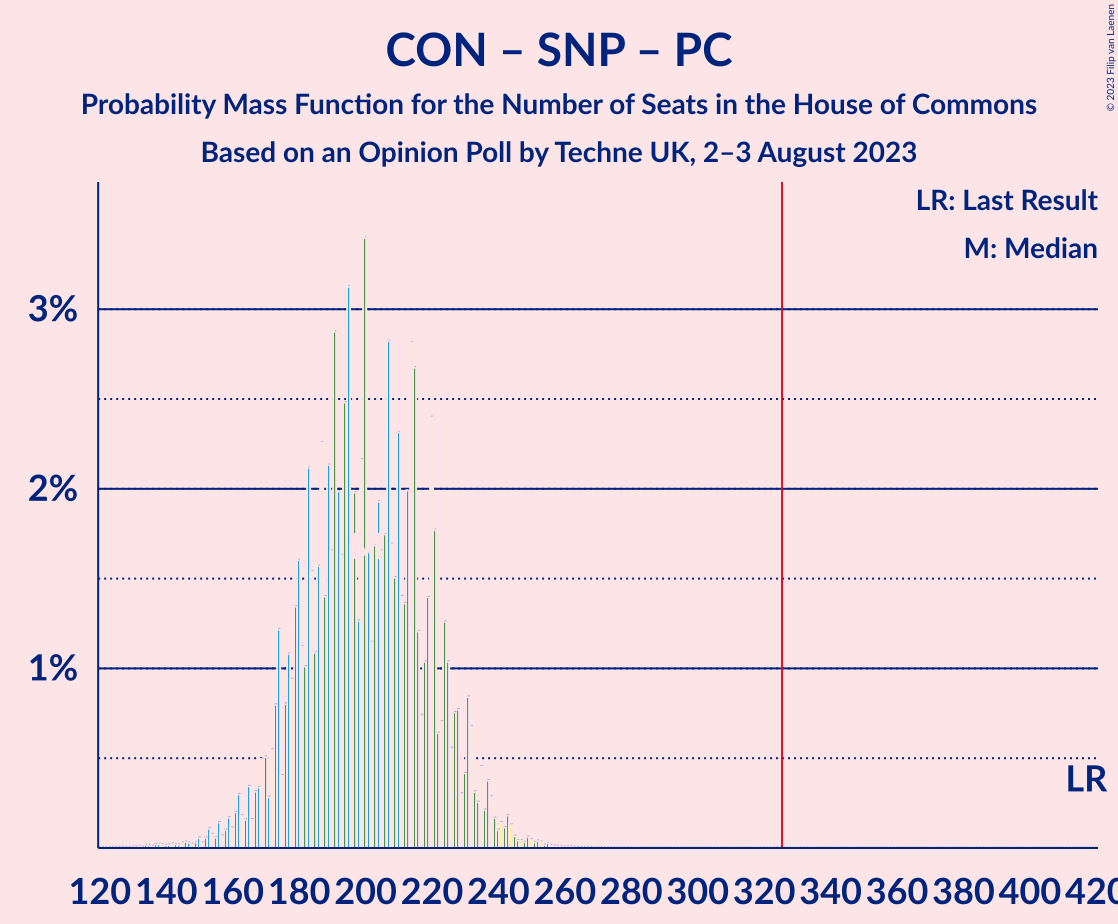 CON – SNP – PC
Probability Mass Function for the Number of Seats in the House of Commons
Based on an Opinion Poll by Techne UK, 2–3 August 2023
© 2023 Filip van Laenen
LR: Last Result
M: Median
3%
2%
1%
LR
120 140 160 180 200 220 240 260 280 300 320 340 360 380 400 420